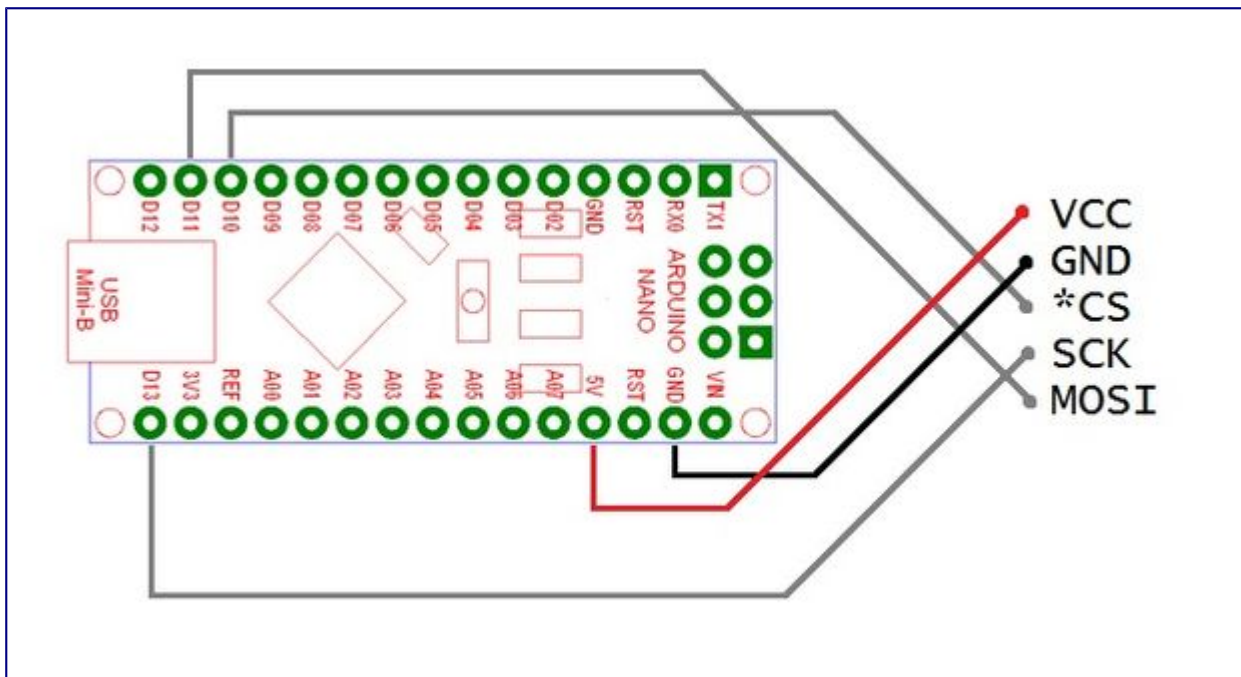 D12 D11 D10 D09 D08 D07 D06 D05 D04 D03 D02 GND RST RX0 TX1
USB
Mini-B
ARDUINO
NANO
D13 3V3 REF A00 A01 A02 A03 A04 A05 A06 A07 5V RST GND VIN
VCC
GND
*CS
SCK
MOSI